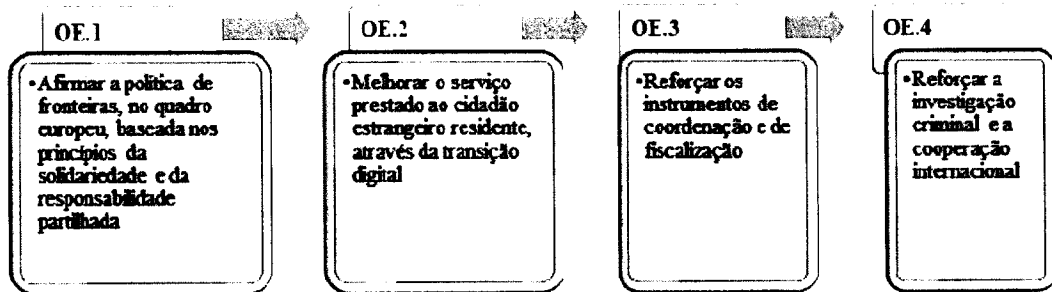 OE.1
•Afirmar a política de
fronteiras, no quadro
europeu, baseada nos
princípios da
solidariedade e da
responsabilidade
partilhada
OE.2
•Melhorar o serviço
prestado ao cidadão
estrangeiro residente,
através da transição
digital
OE.3
•Reforçar os
instrumentos de
coordenação e de
fiscalização
OE.4
•Reforçar a
investigação
criminal e a
cooperação
internacional